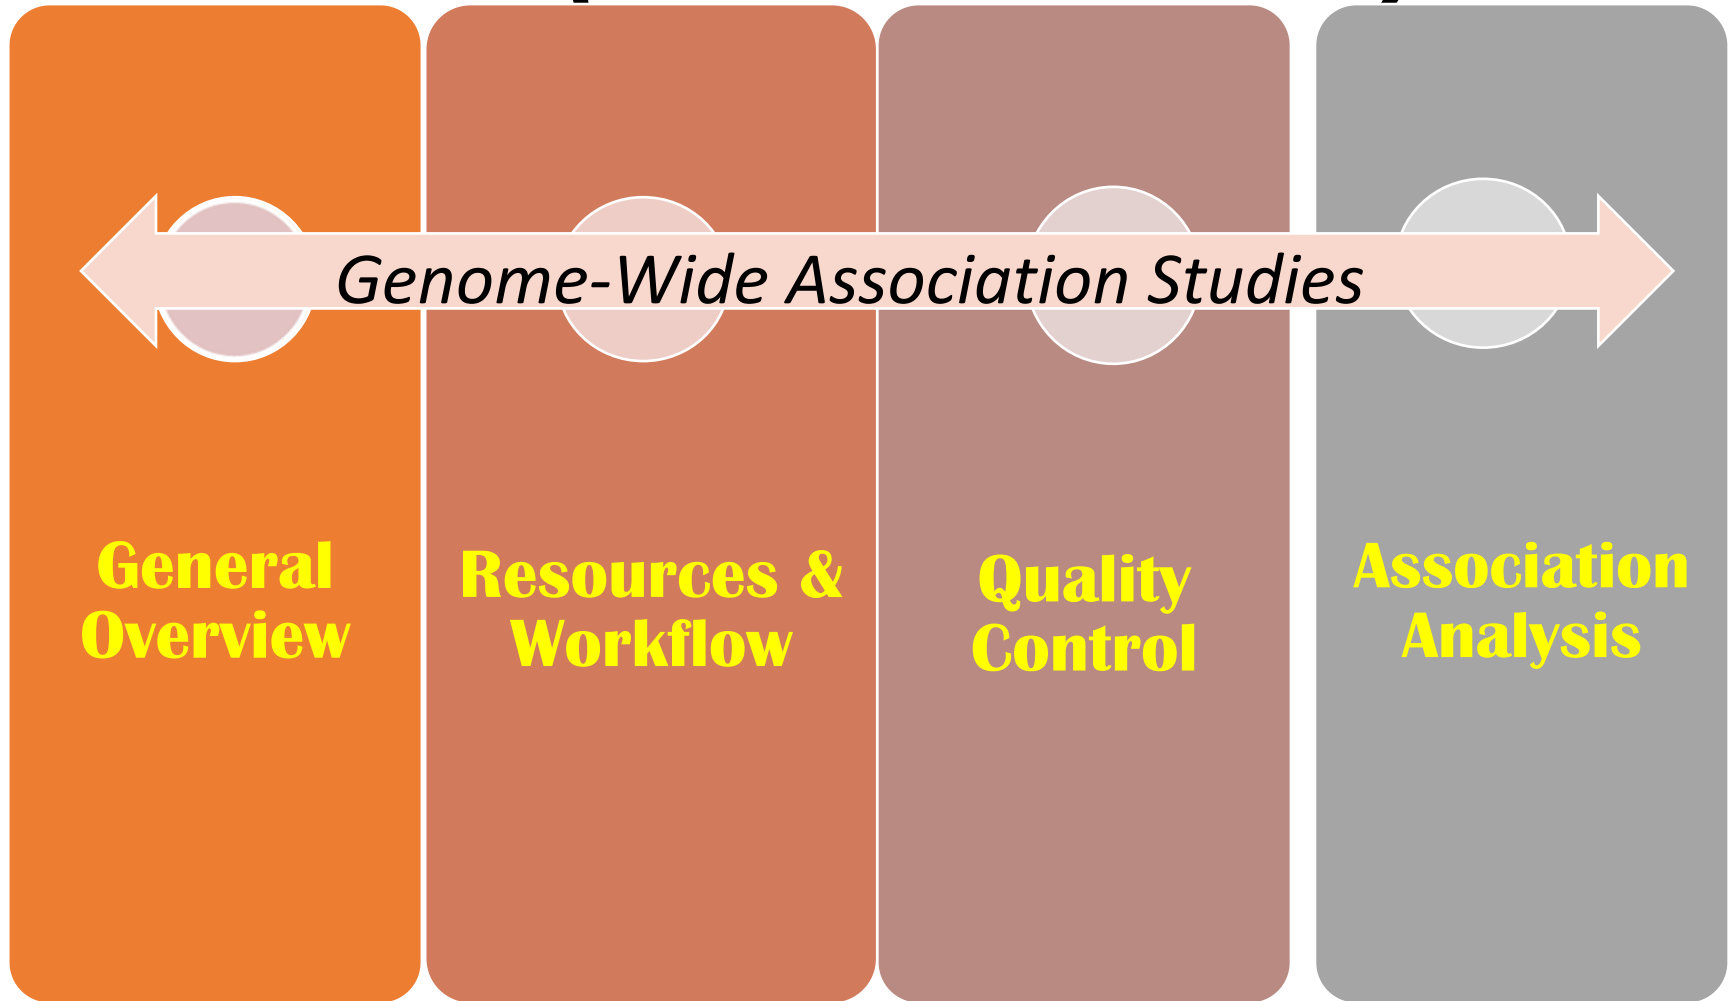 Genome-Wide Association Studies
General
Overview
Resources &
Workflow
Quality
Control
Association
Analysis